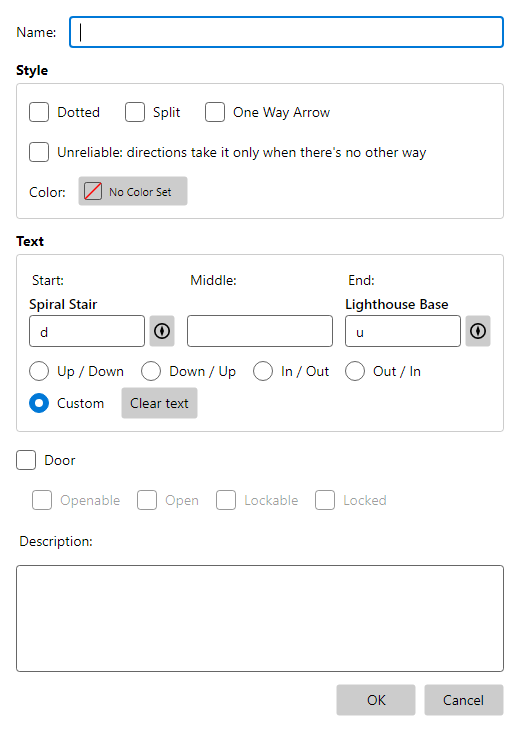 Name:
Style
Dotted Split One Way Arrow
Unreliable: directions take it only when there's no other way
Color: No Color Set
Text
Start: Middle: End:
Spiral Stair Lighthouse Base
d u
Up / Down Down / Up In / Out Out / In
Custom Clear text
Door
Openable Open Lockable Locked
Description:
OK Cancel